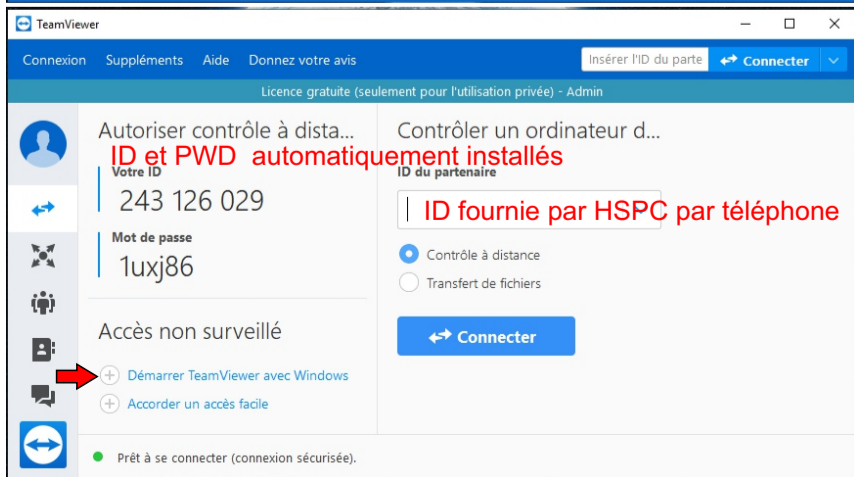 TeamViewer
Connexion Suppléments Aide Donnez votre avis
Insérer l'ID du parte
Connecter
Licence gratuite (seulement pour l'utilisation privée) - Admin
Autoriser contrôle à dista...
Contrôler un ordinateur d...
ID et PWD automatiquement installés
Votre ID
ID du partenaire
243 126 029
ID fournie par HSPC par téléphone
Mot de passe
1uxj86
Contrôle à distance
Transfert de fichiers
Connecter
Accès non surveillé
Démarrer TeamViewer avec Windows
Accorder un accès facile
Prêt à se connecter (connexion sécurisée).